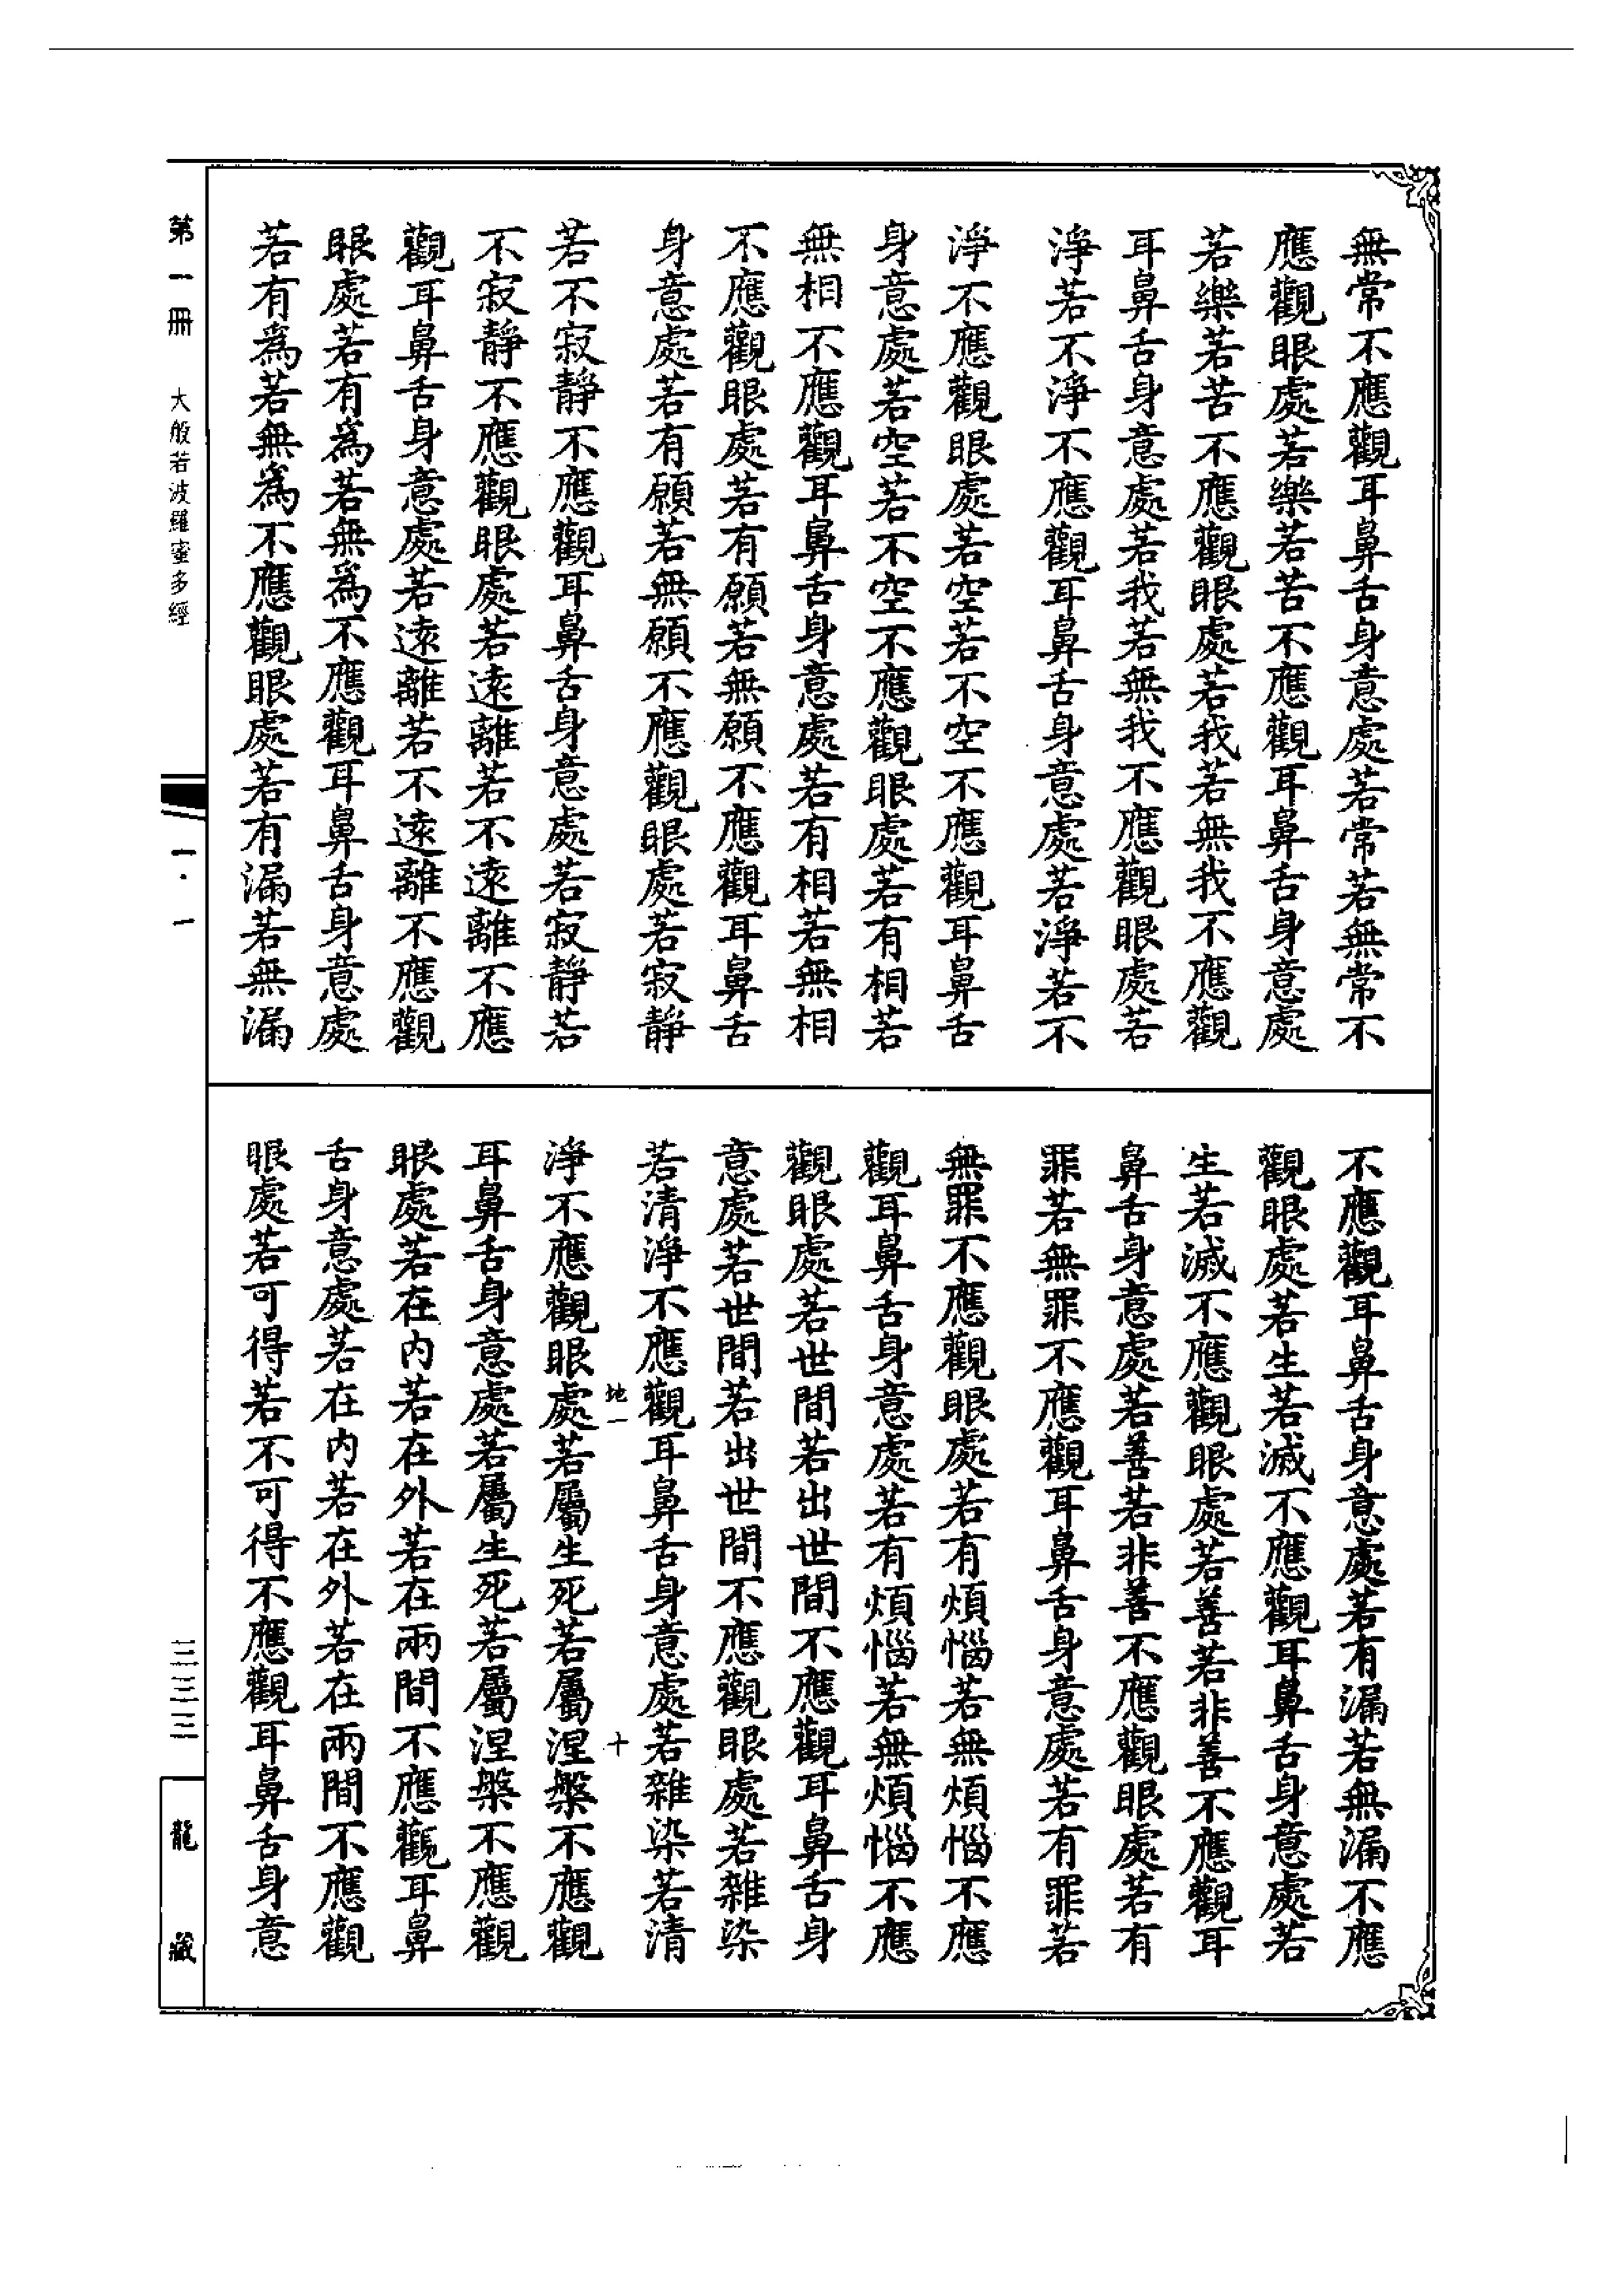 無常不應觀耳鼻舌身意處若常若無常不
應觀眼處若樂若苦不應觀耳鼻舌身意處
若樂若苦不應觀眼處若我若無我不應觀
耳鼻舌身意處若我若無我不應觀眼處若
淨若不淨不應觀耳鼻舌身意處若淨若不
淨不應觀眼處若空若不空不應觀耳鼻舌
身意處若空若不空不應觀眼處若有相若
無相不應觀耳鼻舌身意處若有相若無相
不應觀眼處若有願若無願不應觀耳鼻舌
身意處若有願若無願不應觀眼處若寂靜
若不寂靜不應觀耳鼻舌身意處若寂靜若
不寂靜不應觀眼處若遠離若不遠離不應
觀耳鼻舌身意處若遠離若不遠離不應觀
眼處若有為若無為不應觀耳鼻舌身意處
若有為若無為不應觀眼處若有漏若無漏
不應觀耳鼻舌身意處若有漏若無漏不應
觀眼處若生若滅不應觀耳鼻舌身意處若
生若滅不應觀眼處若善若非善不應觀耳
鼻舌身意處若善若非善不應觀眼處若有
罪若無罪不應觀耳鼻舌身意處若有罪若
無罪不應觀眼處若有煩惱若無煩惱不應
觀耳鼻舌身意處若有煩惱若無煩惱不應
觀眼處若世間若出世間不應觀耳鼻舌身
意處若世間若出世間不應觀眼處若雜染
若清淨不應觀耳鼻舌身意處若雜染若清
地一 十
淨不應觀眼處若屬生死若屬涅槃不應觀
耳鼻舌身意處若屬生死若屬涅槃不應觀
眼處若在內若在外若在兩間不應觀耳鼻
舌身意處若在內若在外若在兩間不應觀
眼處若可得若不可得不應觀耳鼻舌身意
第一冊 大般若波羅蜜多經 一·一 三三三 龍藏